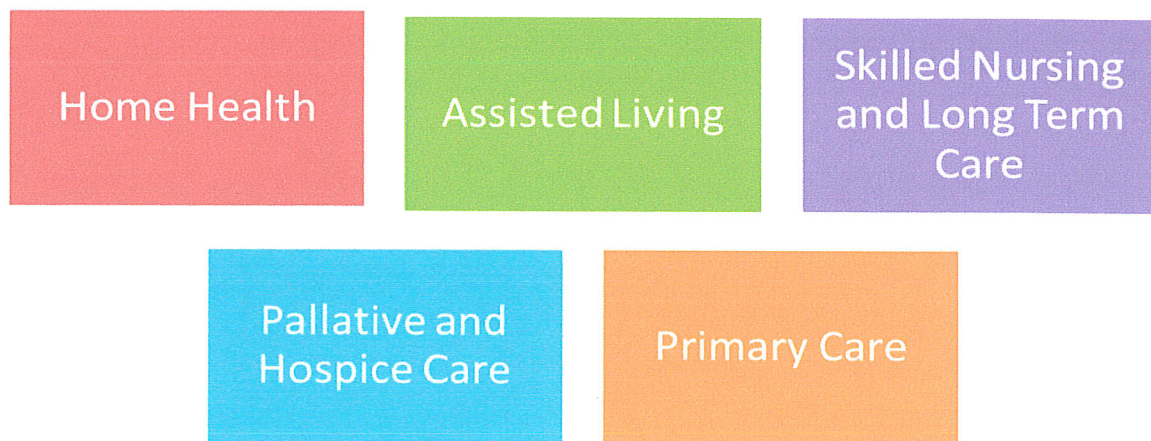 Home Health
Assisted Living
Skilled Nursing
and Long Term
Care
Pallative and
Hospice Care
Primary Care